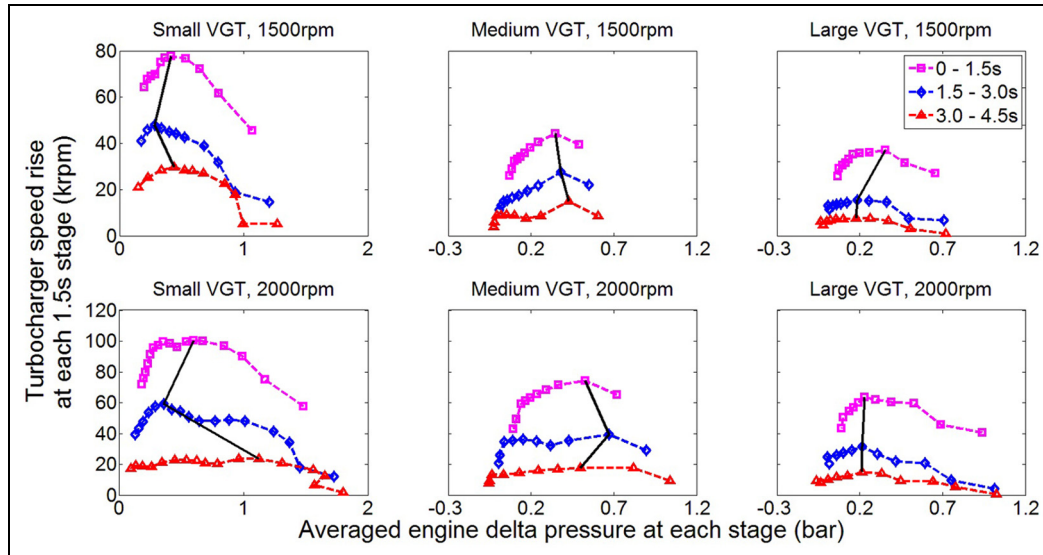 Small VGT, 1500rpm
Medium VGT, 1500rpm
Large VGT, 1500rpm
80
60
40
20
0
0 - 1.5s
1.5 - 3.0s
3.0 - 4.5s
0 1 2
-0.3 0.2 0.7 1.2
-0.3 0.2 0.7 1.2
Turbocharger speed rise
at each 1.5s stage (krpm)
Small VGT, 2000rpm
Medium VGT, 2000rpm
Large VGT, 2000rpm
120
100
80
60
40
20
0
0 1 2
-0.3 0.2 0.7 1.2
-0.3 0.2 0.7 1.2
Averaged engine delta pressure at each stage (bar)